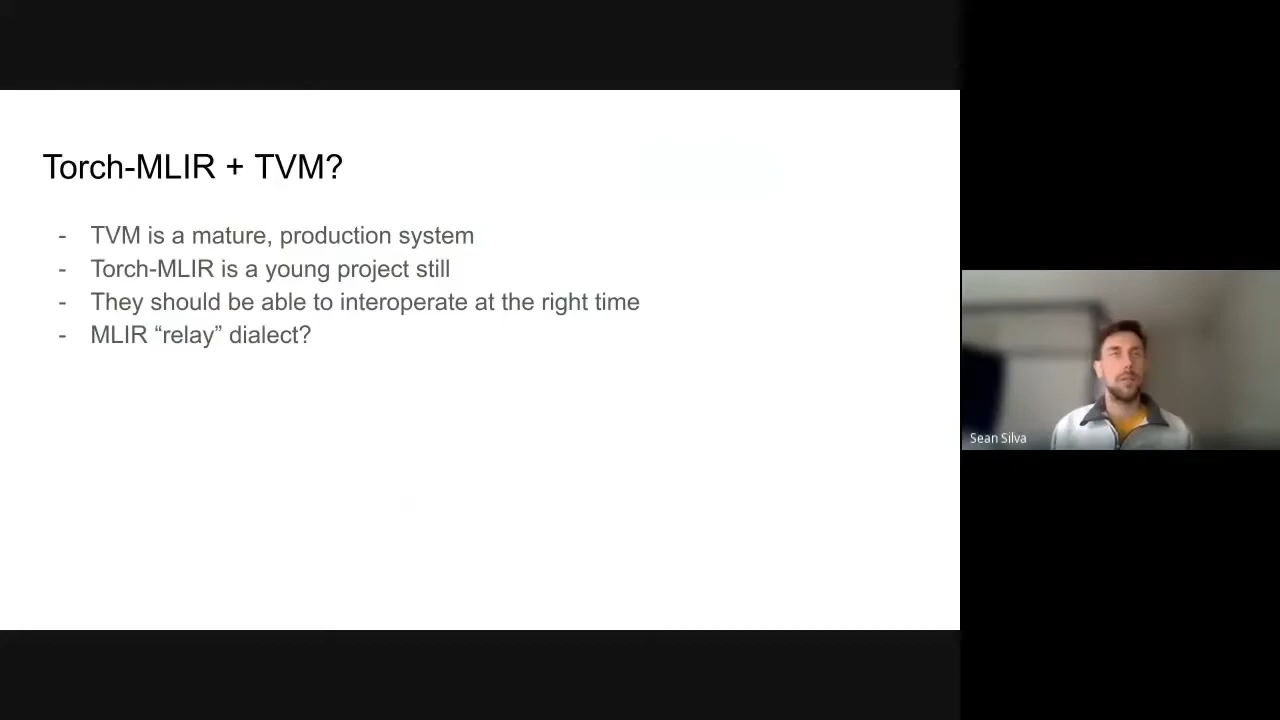 Torch-MLIR + TVM?
- TVM is a mature, production system
- Torch-MLIR is a young project still
- They should be able to interoperate at the right time
- MLIR “relay” dialect?
Sean Silva